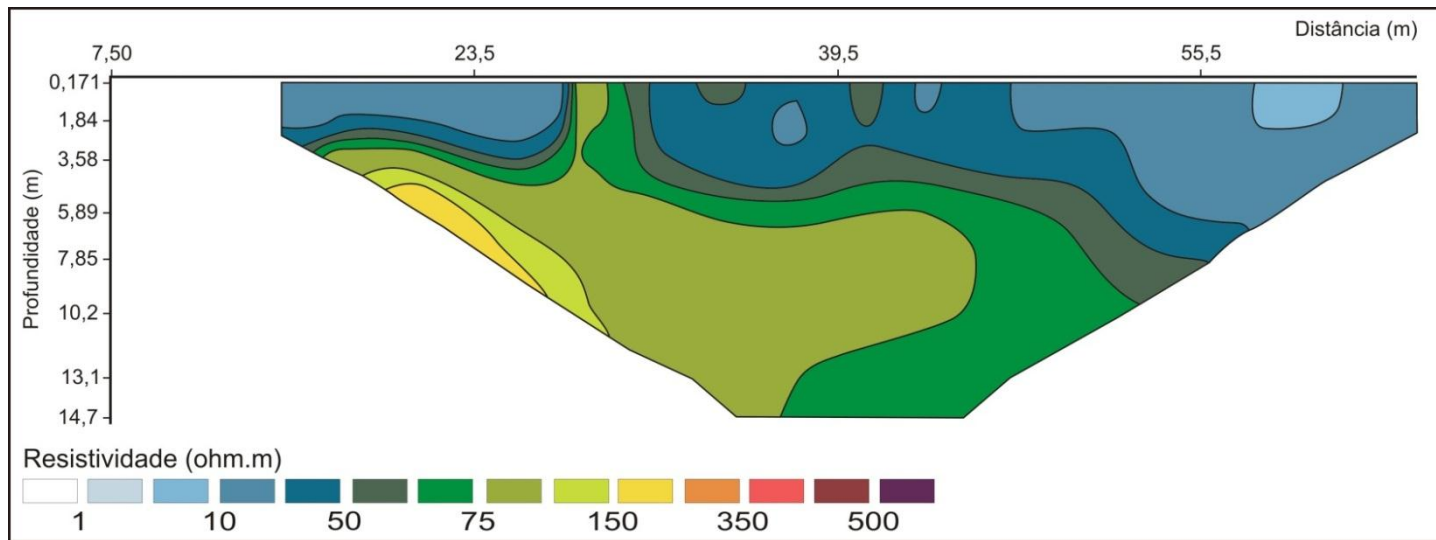 Distância (m)
7,50 23,5 39,5 55,5
0,171
1,84
3,58
5,89
7,85
10,2
13,1
14,7
Profundidade (m)
Resistividade (ohm.m)
1 10 50 75 150 350 500